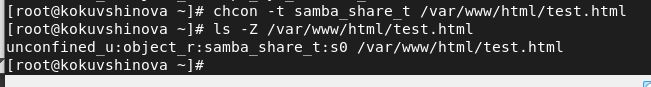 [root@kokuvshinova ~]# chcon -t samba_share_t /var/www/html/test.html
[root@kokuvshinova ~]# ls -Z /var/www/html/test.html
unconfined_u:object_r:samba_share_t:s0 /var/www/html/test.html
[root@kokuvshinova ~]#